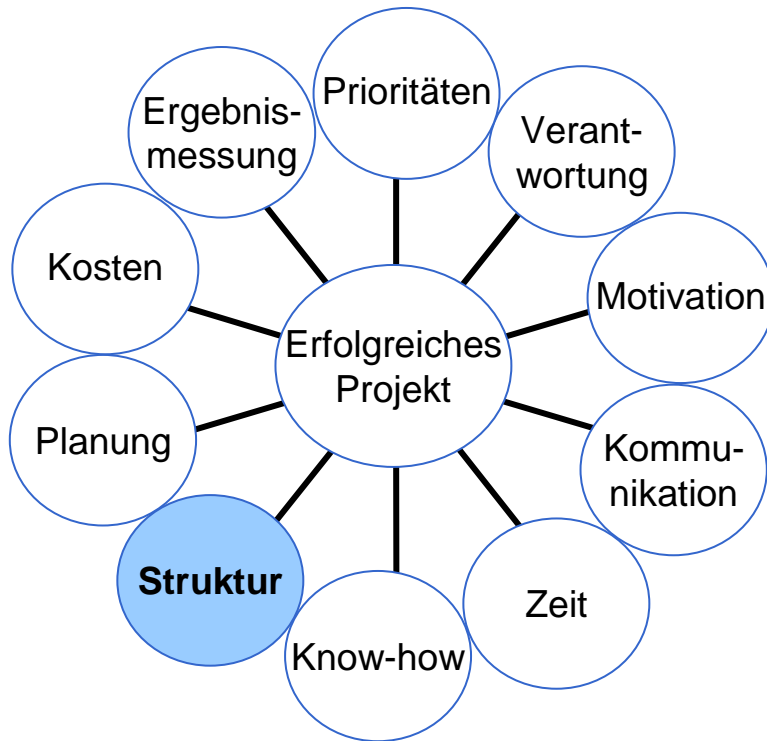 Prioritäten
Ergebnis-
messung
Verant-
wortung
Kosten
Motivation
Erfolgreiches
Projekt
Planung
Kommu-
nikation
Struktur
Zeit
Know-how